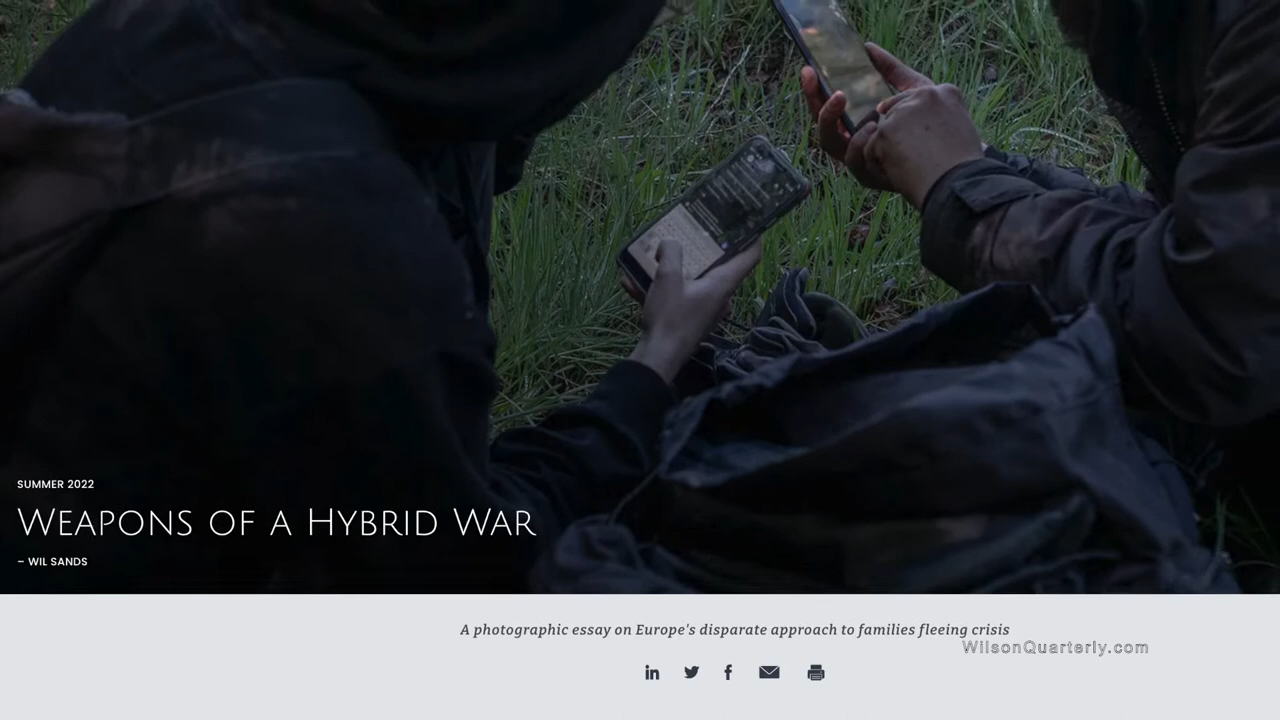 SUMMER 2022
WEAPONS OF A HYBRID WAR
– WIL SANDS
A photographic essay on Europe's disparate approach to families fleeing crisis
WilsonQuarterly.com